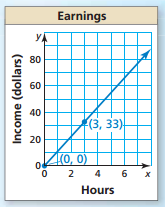 Earnings
y
80
60
40
20
0
(3, 33)
(0, 0)
0 2 4 6 x
Hours
Income (dollars)